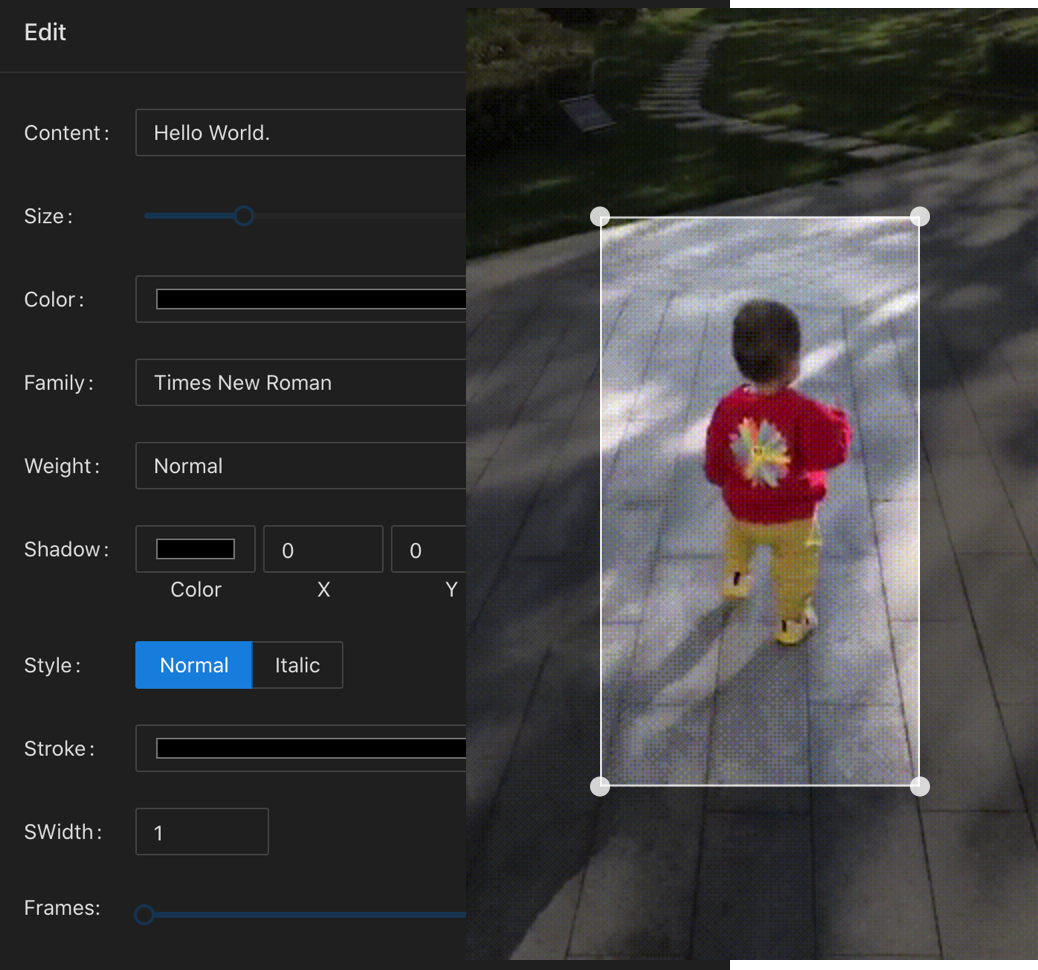 Edit
Content:
Hello World.
Size:
Color:
Family:
Times New Roman
Weight:
Normal
Shadow:
0
0
Color
X
Y
Style:
Normal
Italic
Stroke:
SWidth:
1
Frames: